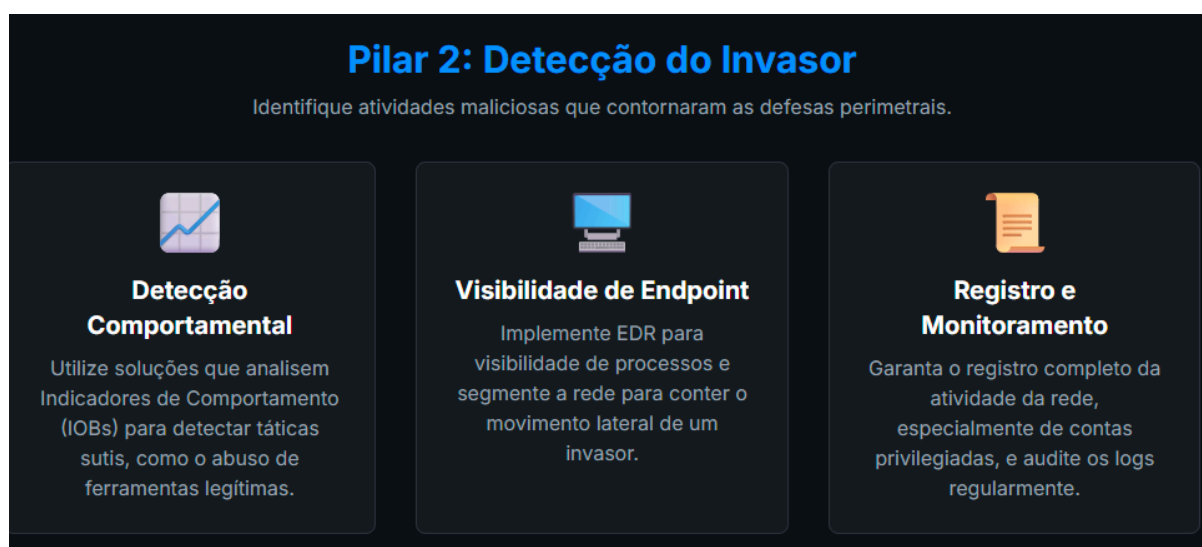 Pilar 2: Detecção do Invasor
Identifique atividades maliciosas que contornaram as defesas perimetrais.
Detecção
Comportamental
Utilize soluções que analisem
Indicadores de Comportamento
(IOBs) para detectar táticas
sutis, como o abuso de
ferramentas legítimas.
Visibilidade de Endpoint
Implemente EDR para
visibilidade de processos e
segmente a rede para conter o
movimento lateral de um
invasor.
Registro e
Monitoramento
Garanta o registro completo da
atividade da rede,
especialmente de contas
privilegiadas, e audite os logs
regularmente.